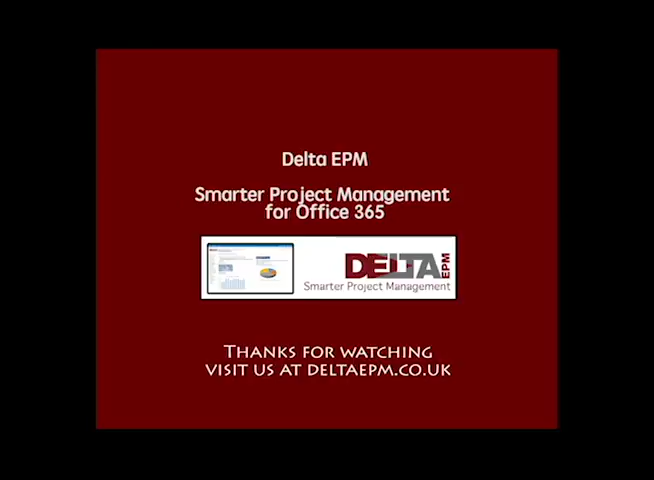 Delta EPM
Smarter Project Management
for Office 365
DELTA EPM
Smarter Project Management
THANKS FOR WATCHING
VISIT US AT DELTAEPM.CO.UK